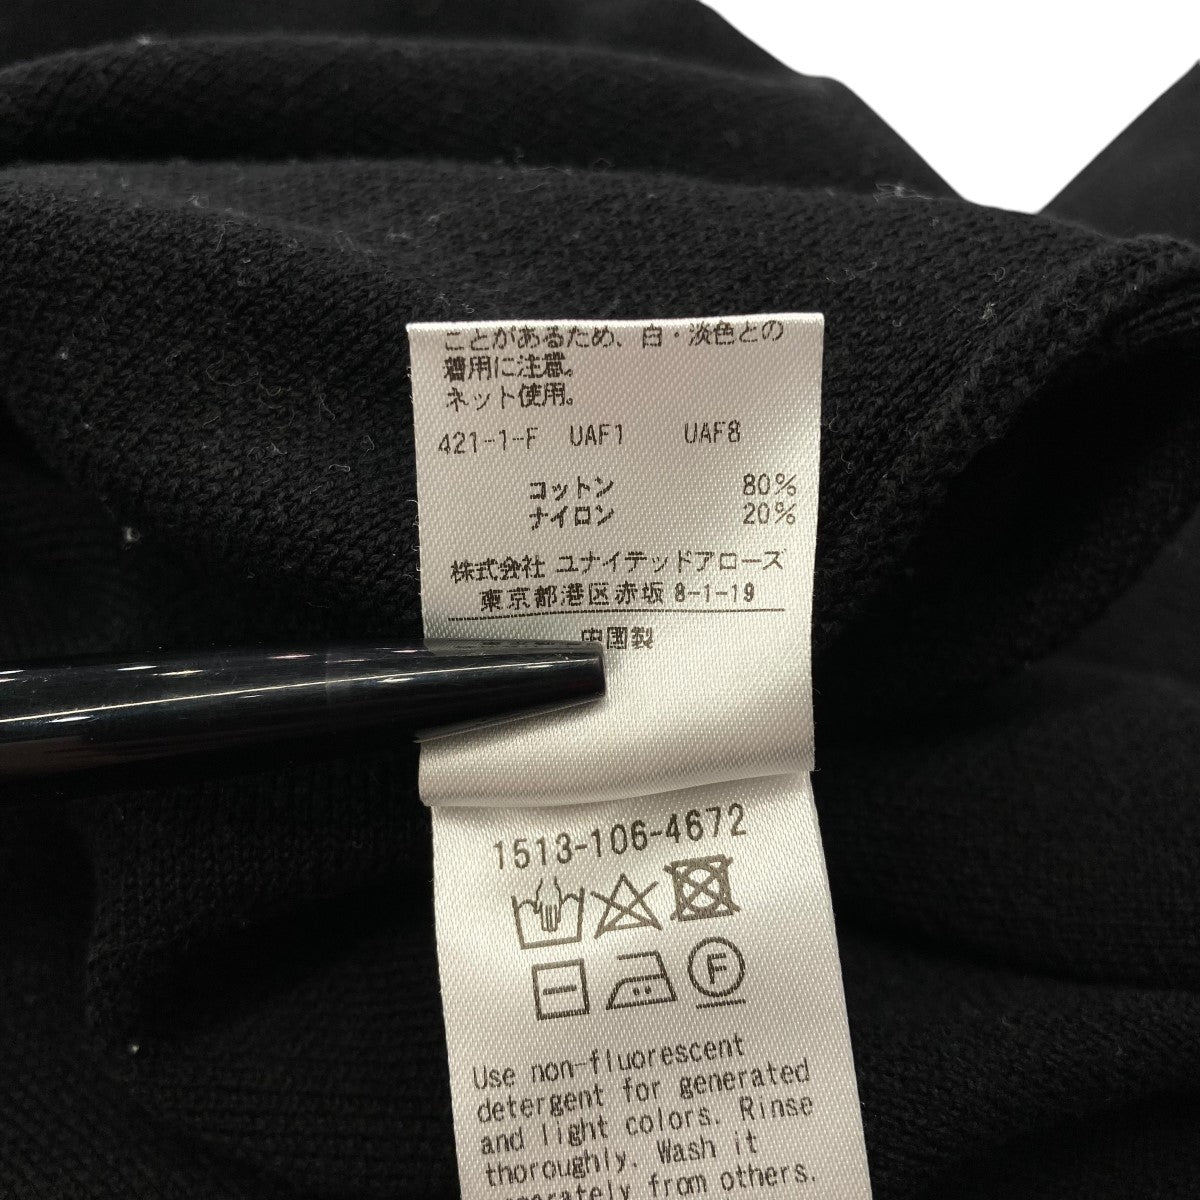 ことがあるため、白・淡色との
着用に注意。
ネット使用。
421-1-F UAF1 UAF8
コットン 80%
ナイロン 20%
株式会社 ユナイテッドアローズ
東京都港区赤坂 8-1-19
中国製
1513-106-4672
F
Use non-fluorescent
detergent for generated
and light colors. Rinse
thoroughly. Wash it
separately from others.